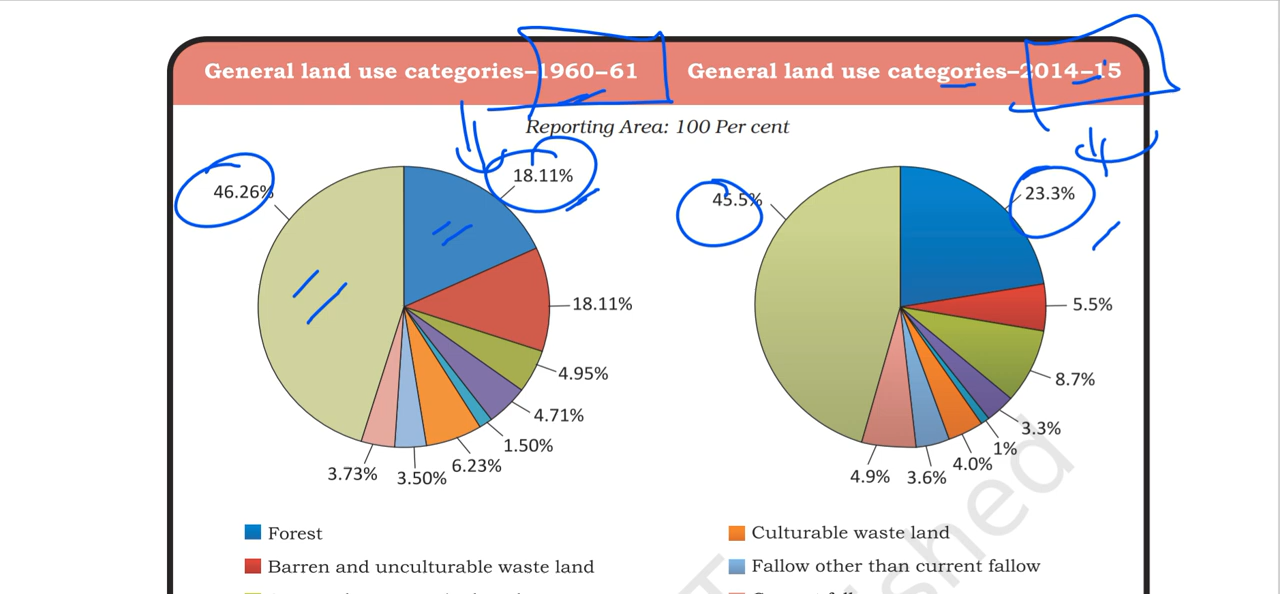 General land use categories–1960–61
General land use categories–2014–15
Reporting Area: 100 Per cent
46.26%
18.11%
18.11%
4.95%
4.71%
1.50%
6.23%
3.50%
3.73%
45.5%
23.3%
5.5%
8.7%
3.3%
1%
4.0%
3.6%
4.9%
Forest
Barren and unculturable waste land
Culturable waste land
Fallow other than current fallow
shed